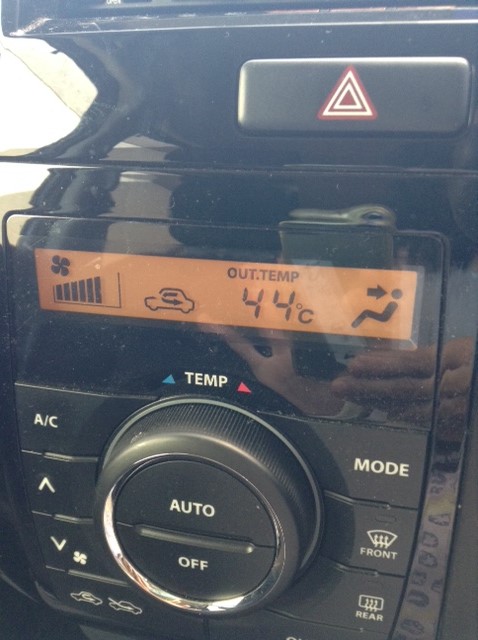 OUT.TEMP
44°C
TEMP
A/C
MODE
AUTO
OFF
FRONT
REAR